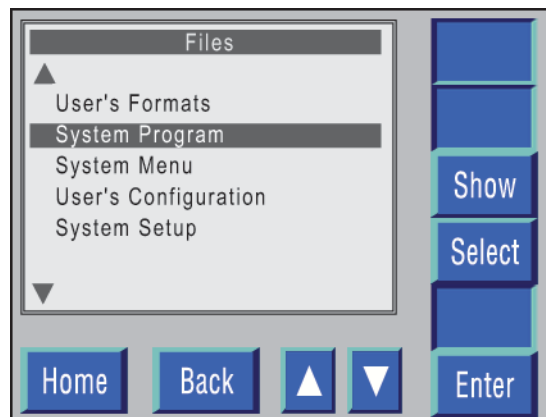 Files
User's Formats
System Program
System Menu
User's Configuration
System Setup
Show
Select
Home
Back
Enter